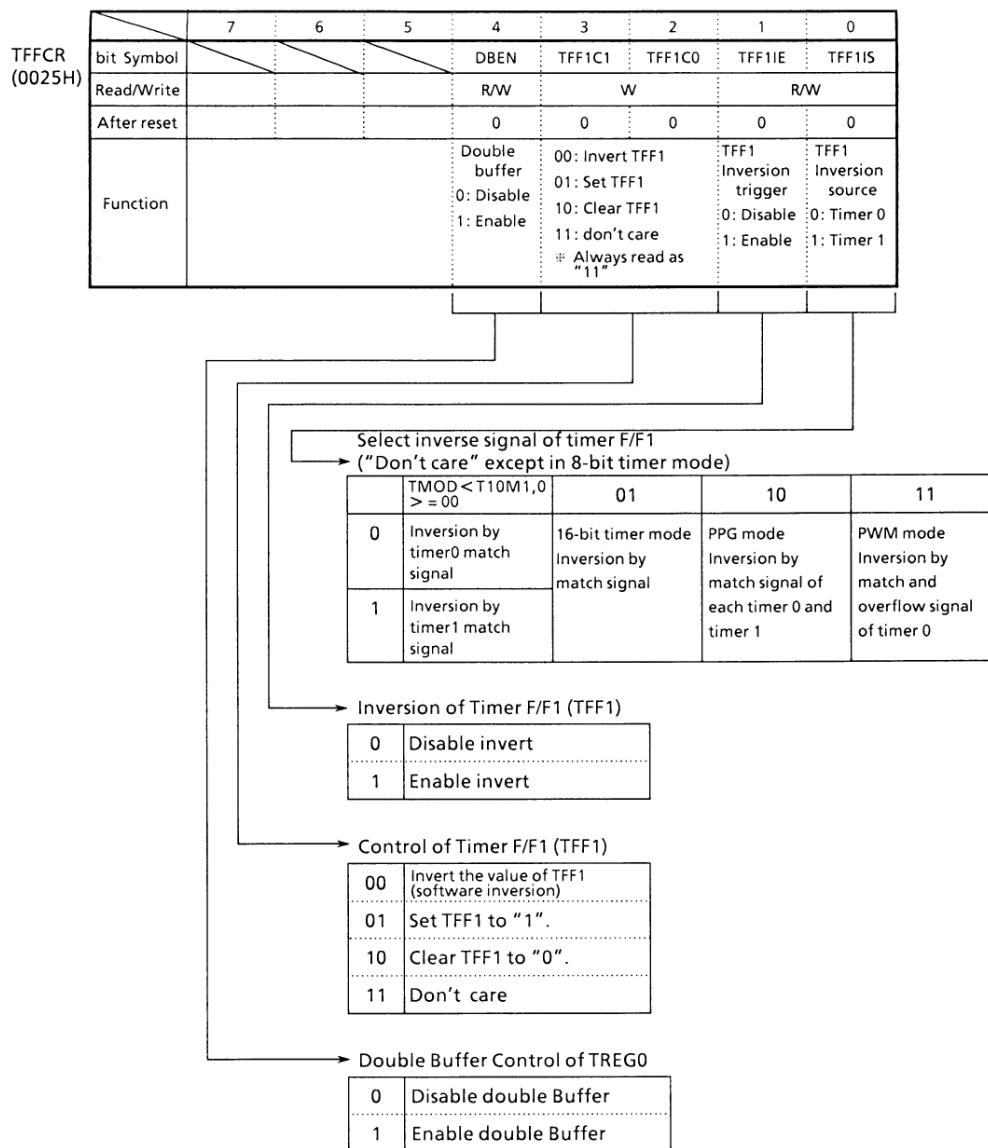 7 6 5 4 3 2 1 0
TFFCR
(0025H)
bit Symbol DBEN TFF1C1 TFF1C0 TFF1IE TFF1IS
Read/Write R/W W R/W
After reset 0 0 0 0 0
Function
Double
buffer
0: Disable
1: Enable
00: Invert TFF1
01: Set TFF1
10: Clear TFF1
11: don't care
※ Always read as
"11"
TFF1
Inversion
trigger
0: Disable
1: Enable
TFF1
Inversion
source
0: Timer 0
1: Timer 1
Select inverse signal of timer F/F1
("Don't care" except in 8-bit timer mode)
TMOD<T10M1,0
> = 00
01
10
11
0
Inversion by
timer0 match
signal
1
Inversion by
timer1 match
signal
16-bit timer mode
Inversion by
match signal
PPG mode
Inversion by
match signal of
each timer 0 and
timer 1
PWM mode
Inversion by
match and
overflow signal
of timer 0
Inversion of Timer F/F1 (TFF1)
0 Disable invert
1 Enable invert
Control of Timer F/F1 (TFF1)
00 Invert the value of TFF1
(software inversion)
01 Set TFF1 to "1".
10 Clear TFF1 to "0".
11 Don't care
Double Buffer Control of TREG0
0 Disable double Buffer
1 Enable double Buffer